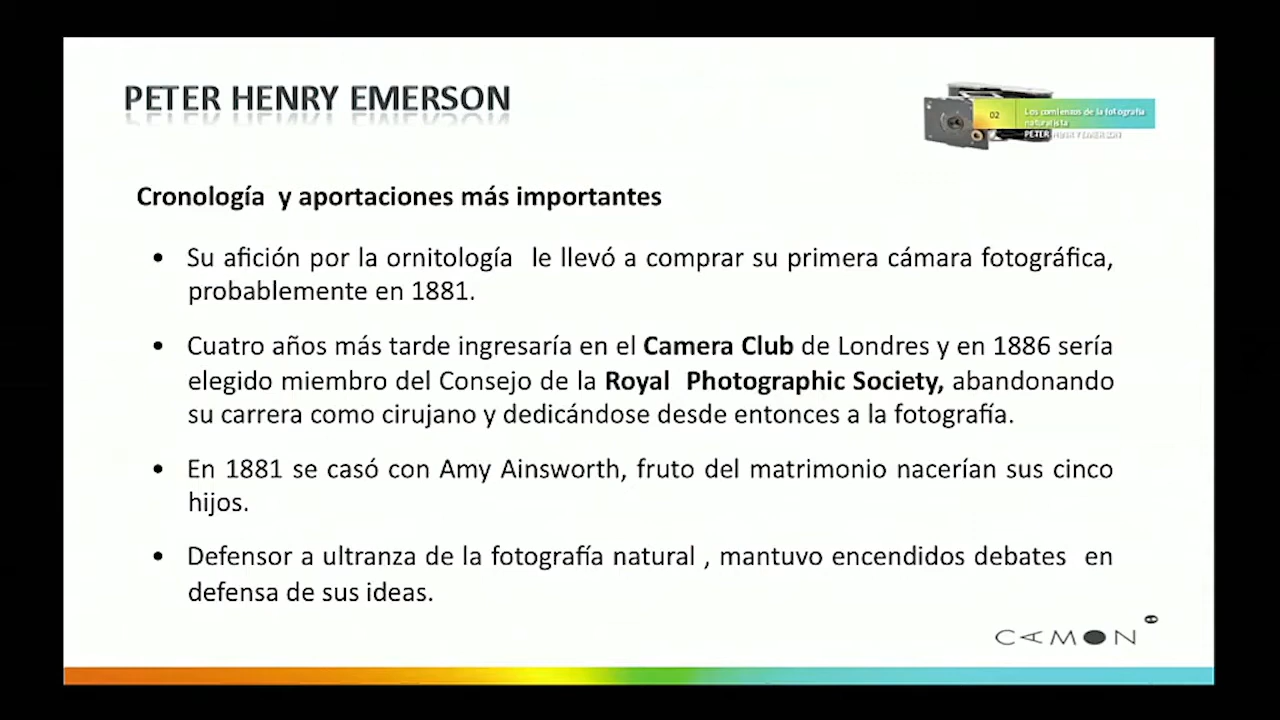 PETER HENRY EMERSON
02
Los comienzos de la fotografía
naturalista
PETER HENRY EMERSON
Cronología y aportaciones más importantes
• Su afición por la ornitología le llevó a comprar su primera cámara fotográfica,
probablemente en 1881.
• Cuatro años más tarde ingresaría en el Camera Club de Londres y en 1886 sería
elegido miembro del Consejo de la Royal Photographic Society, abandonando
su carrera como cirujano y dedicándose desde entonces a la fotografía.
• En 1881 se casó con Amy Ainsworth, fruto del matrimonio nacerían sus cinco
hijos.
• Defensor a ultranza de la fotografía natural , mantuvo encendidos debates en
defensa de sus ideas.
CAMON